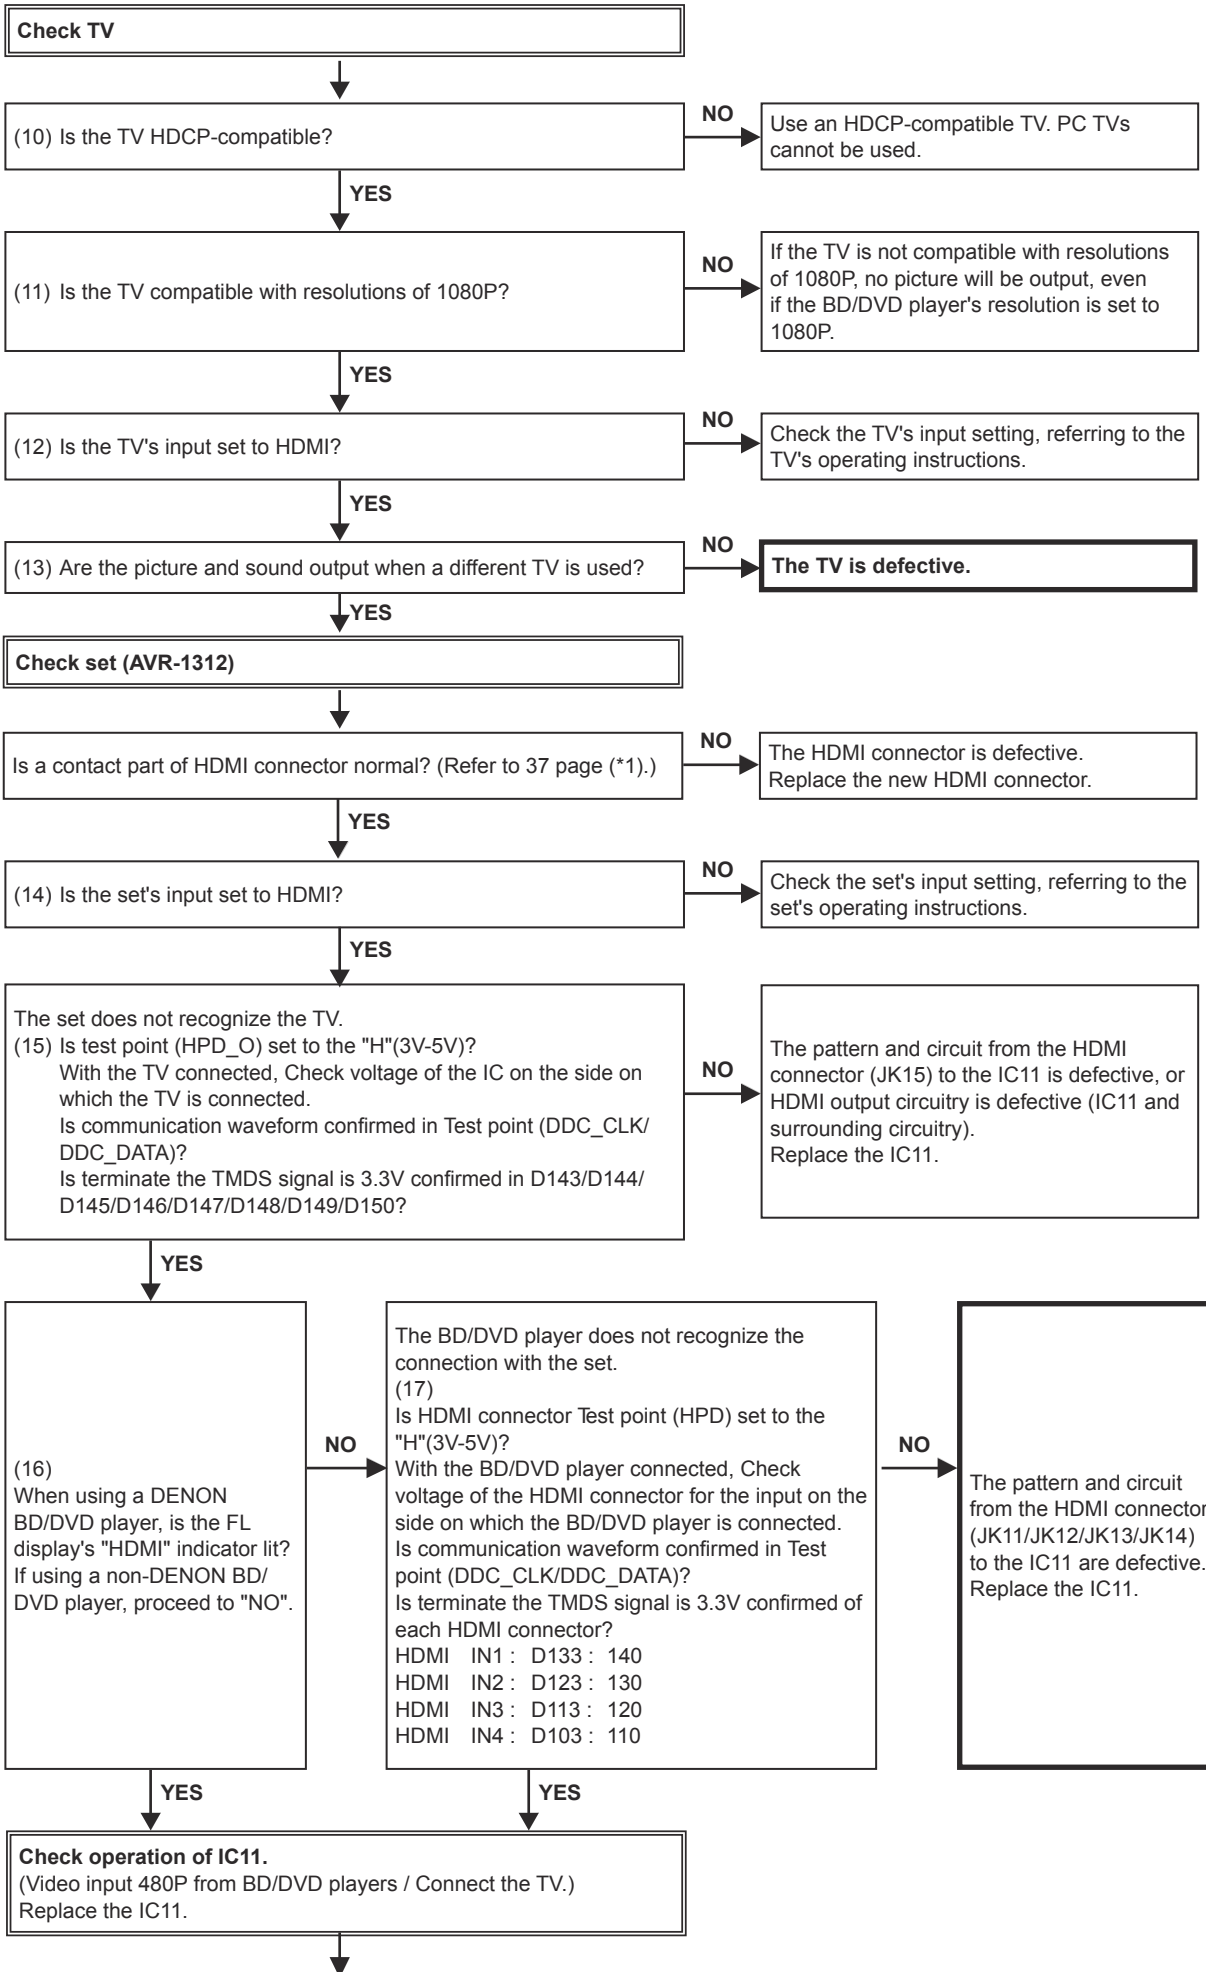 Check TV
(10) Is the TV HDCP-compatible?
NO
Use an HDCP-compatible TV. PC TVs
cannot be used.
YES
(11) Is the TV compatible with resolutions of 1080P?
NO
If the TV is not compatible with resolutions
of 1080P, no picture will be output, even
if the BD/DVD player's resolution is set to
1080P.
YES
(12) Is the TV's input set to HDMI?
NO
Check the TV's input setting, referring to the
TV's operating instructions.
YES
(13) Are the picture and sound output when a different TV is used?
NO
The TV is defective.
YES
Check set (AVR-1312)
Is a contact part of HDMI connector normal? (Refer to 37 page (*1).)
NO
The HDMI connector is defective.
Replace the new HDMI connector.
YES
(14) Is the set's input set to HDMI?
NO
Check the set's input setting, referring to the
set's operating instructions.
YES
The set does not recognize the TV.
(15) Is test point (HPD_O) set to the "H"(3V-5V)?
With the TV connected, Check voltage of the IC on the side on
which the TV is connected.
Is communication waveform confirmed in Test point (DDC_CLK/
DDC_DATA)?
Is terminate the TMDS signal is 3.3V confirmed in D143/D144/
D145/D146/D147/D148/D149/D150?
NO
The pattern and circuit from the HDMI
connector (JK15) to the IC11 is defective, or
HDMI output circuitry is defective (IC11 and
surrounding circuitry).
Replace the IC11.
YES
(16)
When using a DENON
BD/DVD player, is the FL
display's "HDMI" indicator lit?
If using a non-DENON BD/
DVD player, proceed to "NO".
NO
The BD/DVD player does not recognize the
connection with the set.
(17)
Is HDMI connector Test point (HPD) set to the
"H"(3V-5V)?
With the BD/DVD player connected, Check
voltage of the HDMI connector for the input on the
side on which the BD/DVD player is connected.
Is communication waveform confirmed in Test
point (DDC_CLK/DDC_DATA)?
Is terminate the TMDS signal is 3.3V confirmed of
each HDMI connector?
HDMI IN1 : D133 : 140
HDMI IN2 : D123 : 130
HDMI IN3 : D113 : 120
HDMI IN4 : D103 : 110
NO
The pattern and circuit
from the HDMI connector
(JK11/JK12/JK13/JK14)
to the IC11 are defective.
Replace the IC11.
YES
YES
Check operation of IC11.
(Video input 480P from BD/DVD players / Connect the TV.)
Replace the IC11.